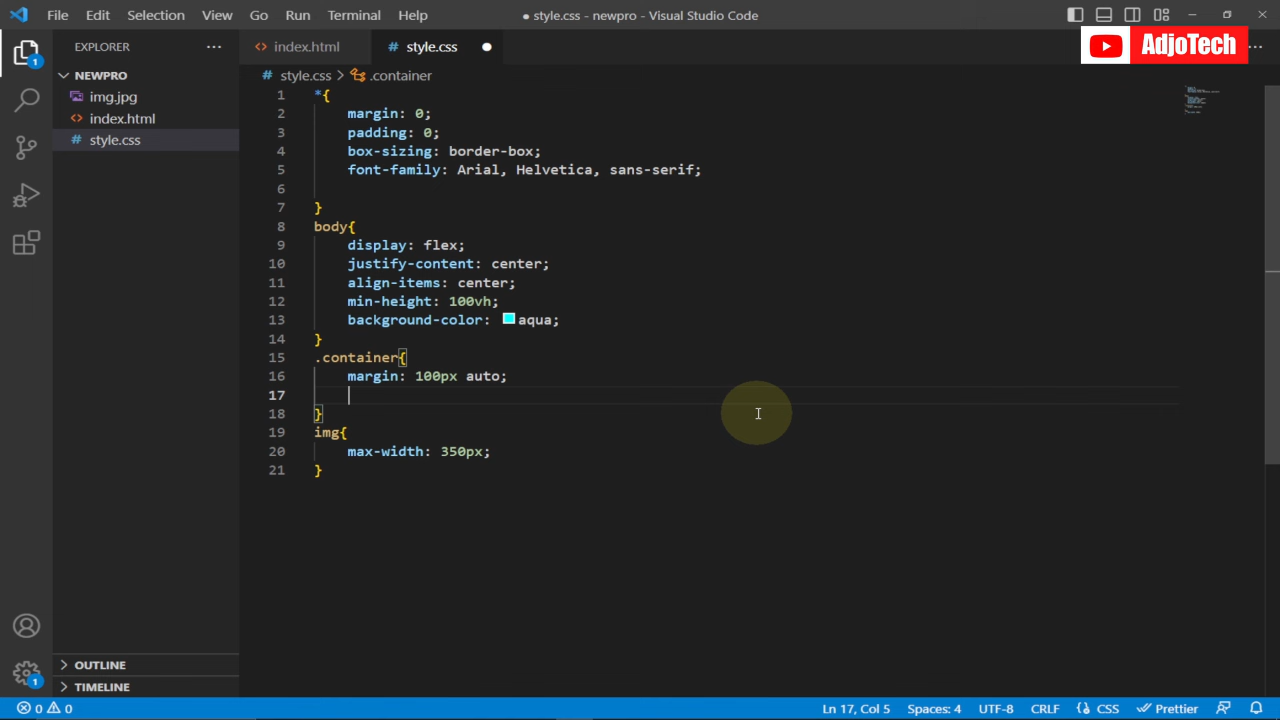 File Edit Selection View Go Run Terminal Help ● style.css - newpro - Visual Studio Code
AdjoTech
EXPLORER
index.html
style.css
NEWPRO
img.jpg
index.html
style.css
style.css > .container
1 *{
2 margin: 0;
3 padding: 0;
4 box-sizing: border-box;
5 font-family: Arial, Helvetica, sans-serif;
6
7 }
8 body{
9 display: flex;
10 justify-content: center;
11 align-items: center;
12 min-height: 100vh;
13 background-color: aqua;
14 }
15 .container{
16 margin: 100px auto;
17
18 }
19 img{
20 max-width: 350px;
21 }
1
1
OUTLINE
TIMELINE
0 0 Ln 17, Col 5 Spaces: 4 UTF-8 CRLF CSS Prettier